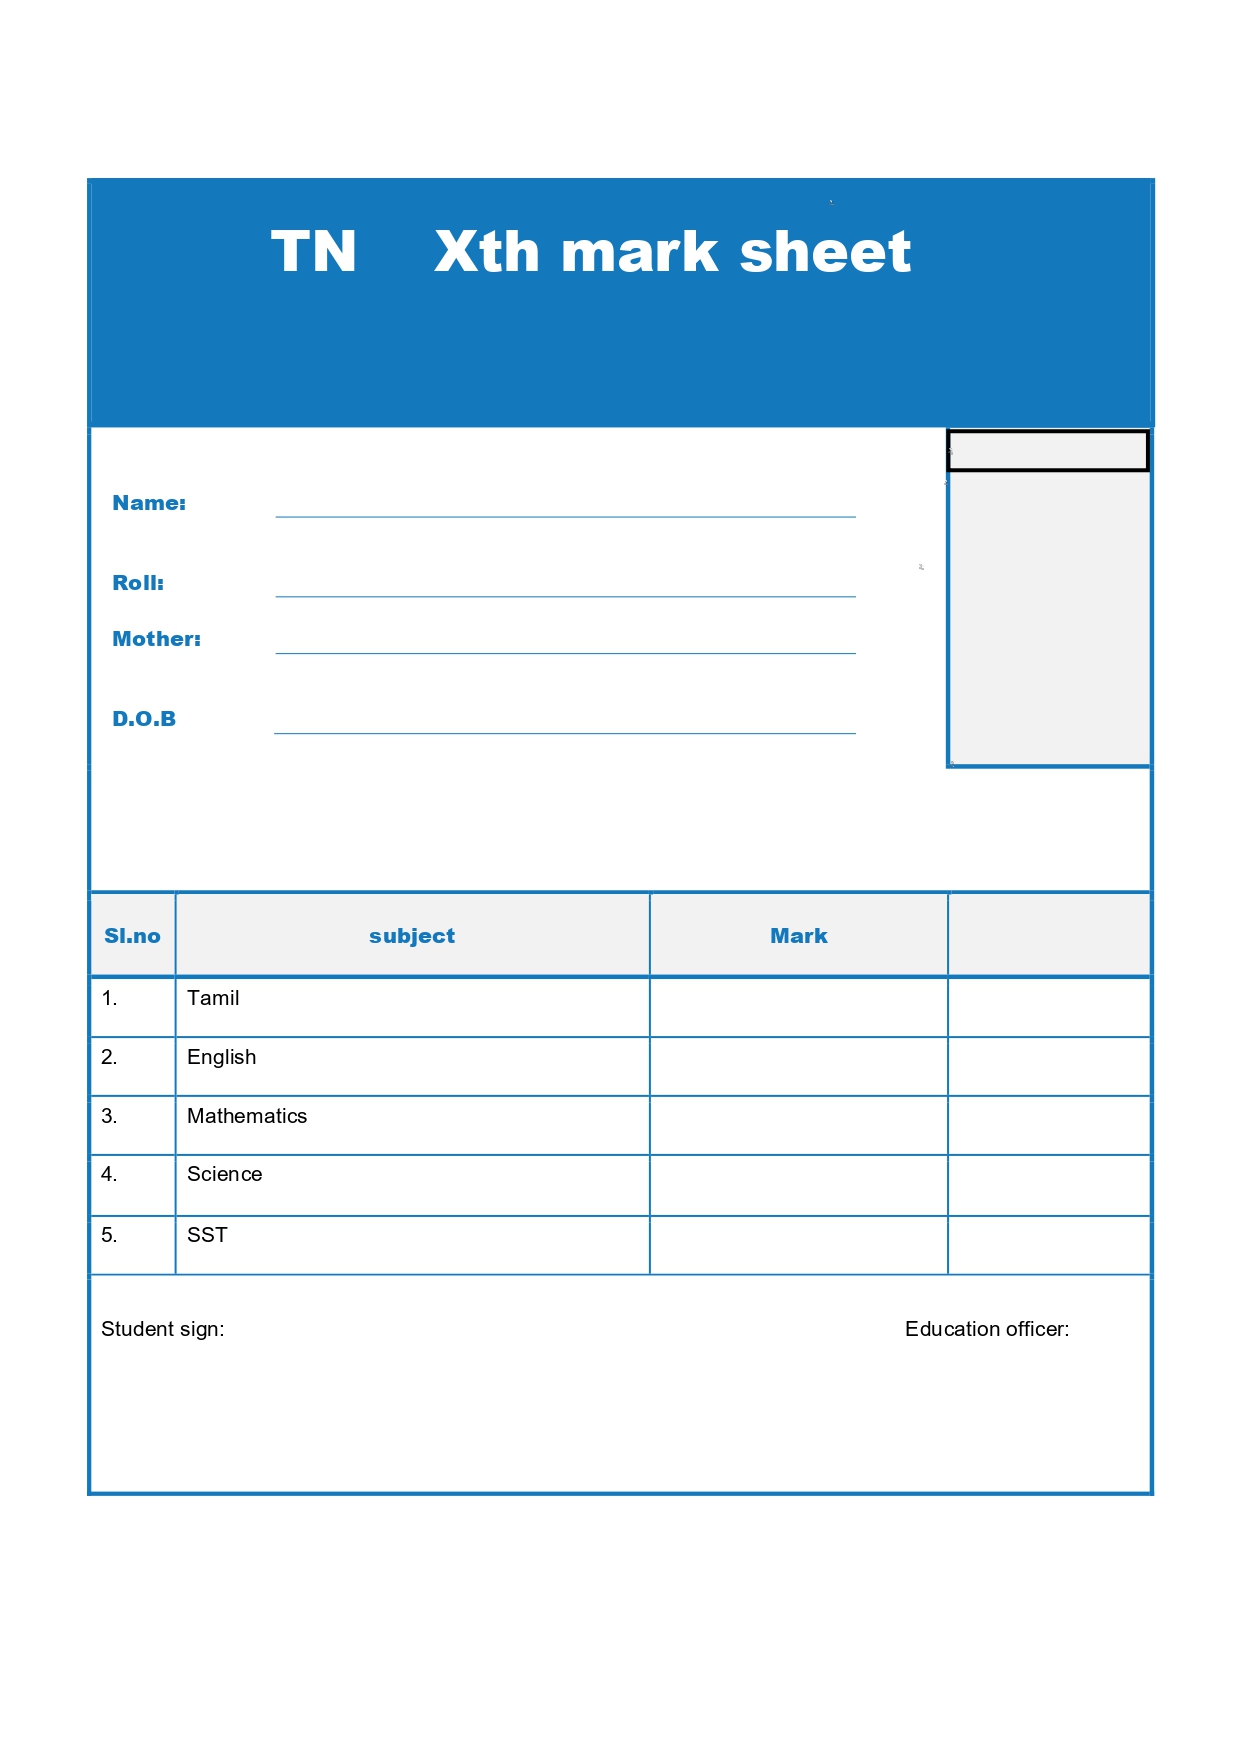 TN Xth mark sheet
Name:
Roll:
Mother:
D.O.B
Sl.no subject Mark
1. Tamil
2. English
3. Mathematics
4. Science
5. SST
Student sign: Education officer: